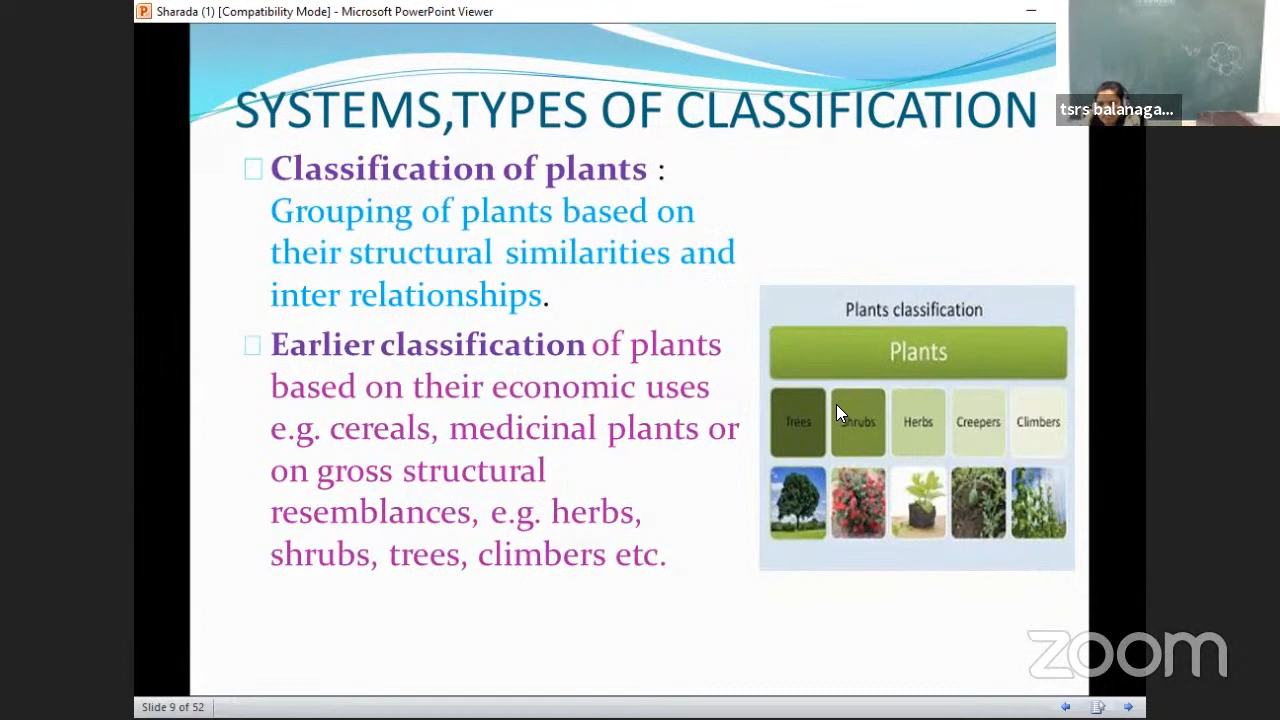 Sharada (1) [Compatibility Mode] - Microsoft PowerPoint Viewer
tsrs balanaga...
SYSTEMS,TYPES OF CLASSIFICATION
Classification of plants :
Grouping of plants based on
their structural similarities and
inter relationships.
Earlier classification of plants
based on their economic uses
e.g. cereals, medicinal plants or
on gross structural
resemblances, e.g. herbs,
shrubs, trees, climbers etc.
Plants classification
Plants
Trees Shrubs Herbs Creepers Climbers
zoom
Slide 9 of 52